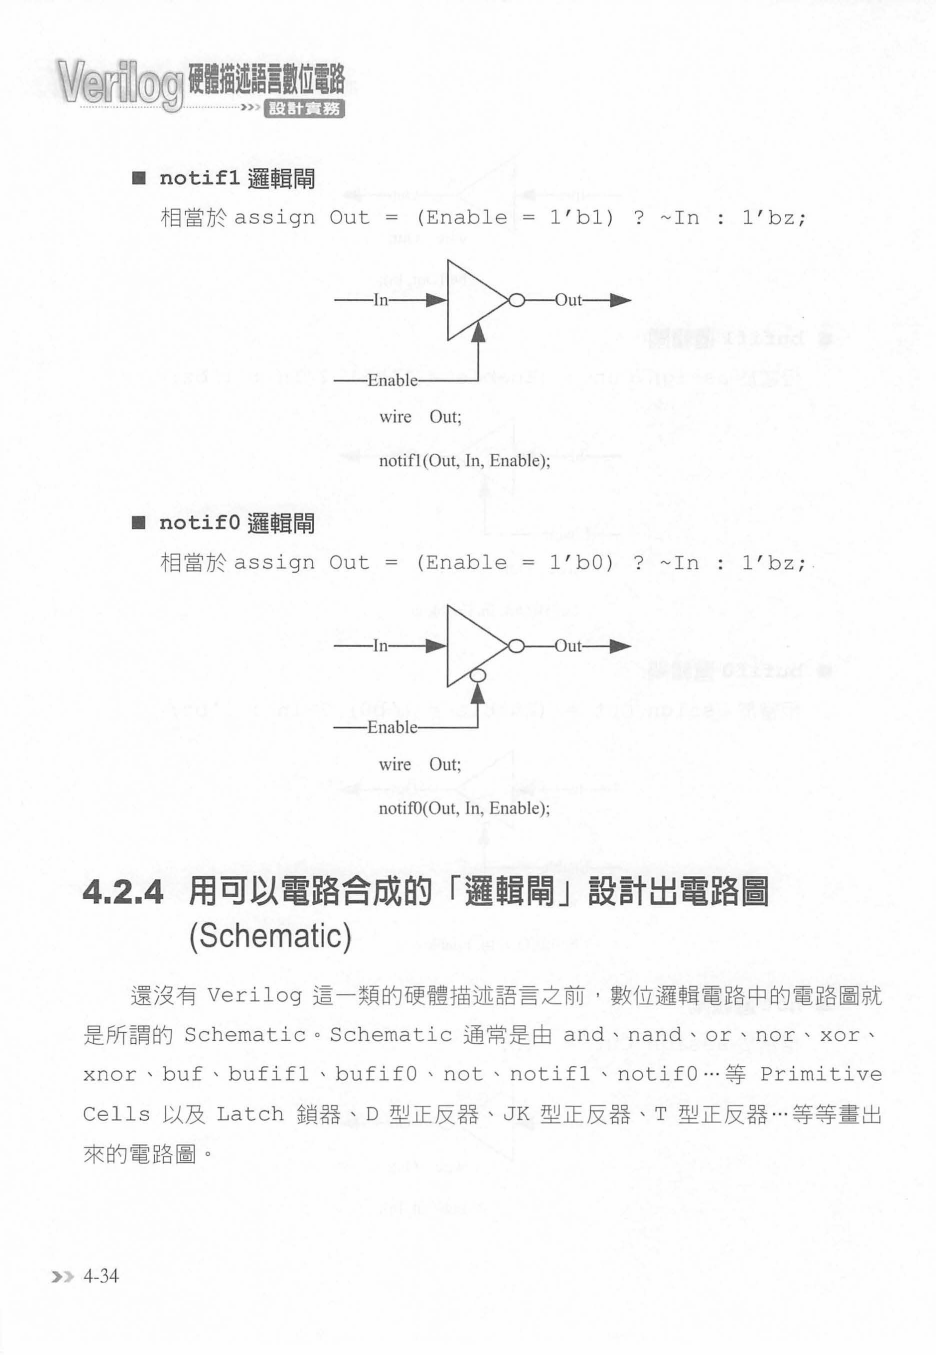 Verilog 硬體描述語言數位電路
>>> 設計實務
■ notif1 邏輯閘
相當於 assign Out = (Enable = 1'b1) ? ~In : 1'bz;
In Out
Enable
wire Out;
notif1(Out, In, Enable);
■ notif0 邏輯閘
相當於 assign Out = (Enable = 1'b0) ? ~In : 1'bz;
In Out
Enable
wire Out;
notif0(Out, In, Enable);
4.2.4 用可以電路合成的「邏輯閘」設計出電路圖
(Schematic)
還沒有 Verilog 這一類的硬體描述語言之前，數位邏輯電路中的電路圖就
是所謂的 Schematic。Schematic 通常是由 and、nand、or、nor、xor、
xnor、buf、bufif1、bufif0、not、notif1、notif0…等 Primitive
Cells 以及 Latch 鎖器、D 型正反器、JK 型正反器、T 型正反器…等等畫出
來的電路圖。
>> 4-34